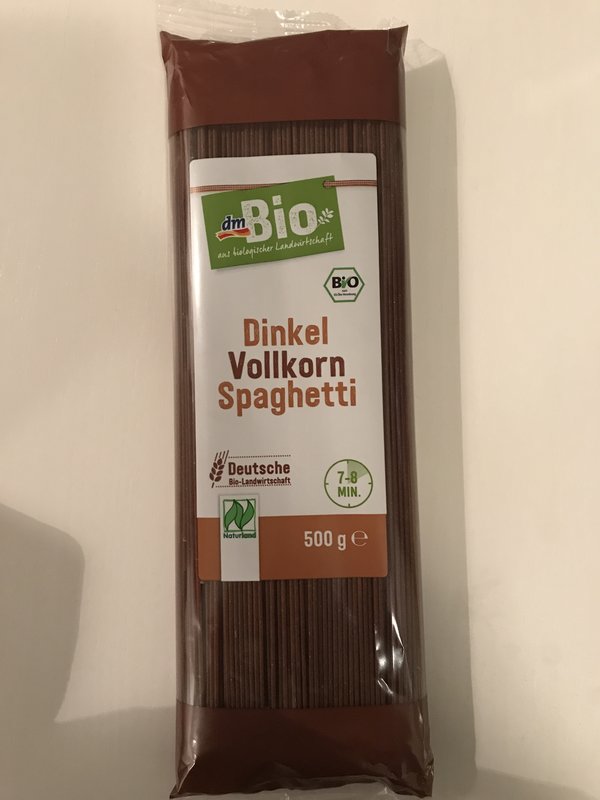 dm Bio
aus biologischer Landwirtschaft
BIO
Dinkel
Vollkorn
Spaghetti
Deutsche
Bio-Landwirtschaft
7-8
MIN.
Naturland
500 g ℮